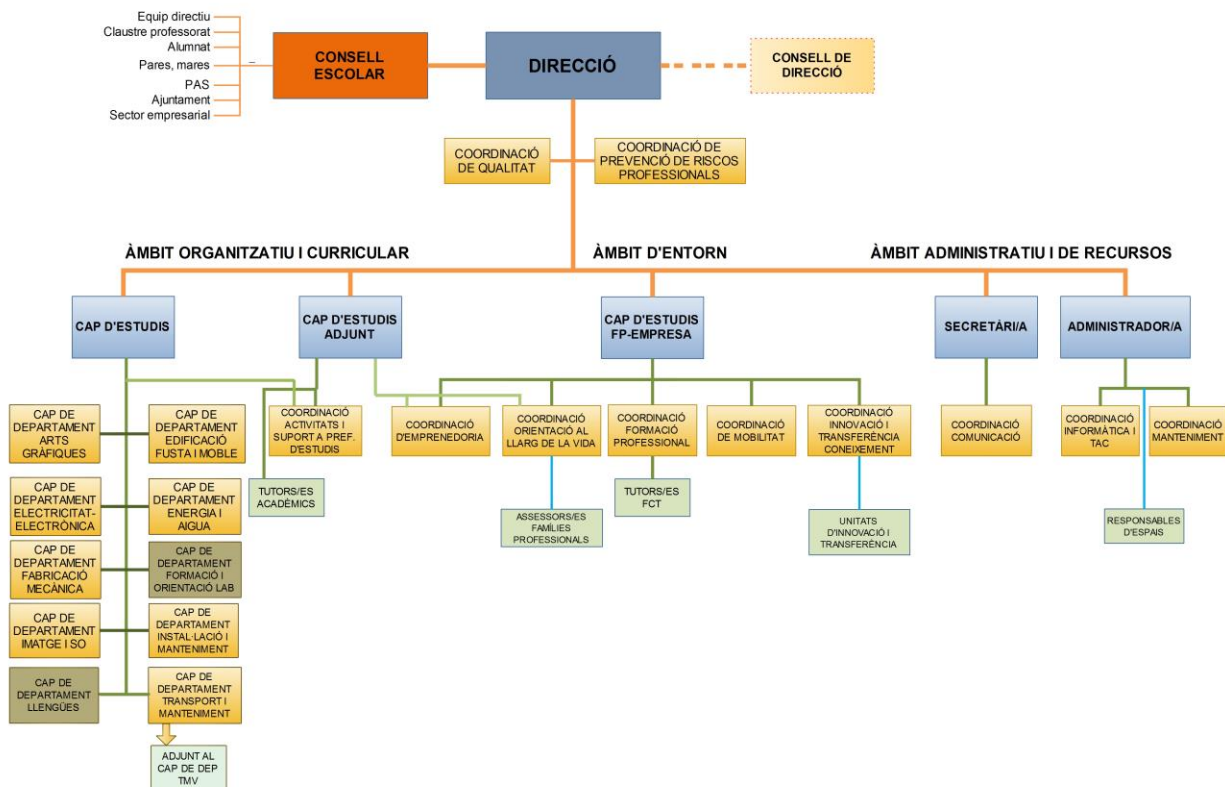 Equip directiu
Claustre professorat
Alumnat
Pares, mares
PAS
Ajuntament
Sector empresarial
CONSELL
ESCOLAR
DIRECCIÓ
CONSELL DE
DIRECCIÓ
COORDINACIÓ
DE QUALITAT
COORDINACIÓ DE
PREVENCIÓ DE RISCOS
PROFESSIONALS
ÀMBIT ORGANITZATIU I CURRICULAR
ÀMBIT D'ENTORN
ÀMBIT ADMINISTRATIU I DE RECURSOS
CAP D'ESTUDIS
CAP D'ESTUDIS
ADJUNT
CAP D'ESTUDIS
FP-EMPRESA
SECRETÀRI/A
ADMINISTRADOR/A
CAP DE
DEPARTAMENT
ARTS
GRÀFIQUES
CAP DE
DEPARTAMENT
EDIFICACIÓ
FUSTA I MOBLE
COORDINACIÓ
ACTIVITATS I
SUPORT A PREF.
D'ESTUDIS
COORDINACIÓ
D'EMPRENEDORIA
COORDINACIÓ
ORIENTACIÓ AL
LLARG DE LA VIDA
COORDINACIÓ
FORMACIÓ
PROFESSIONAL
COORDINACIÓ
DE MOBILITAT
COORDINACIÓ
INNOVACIÓ I
TRANSFERÈNCIA
CONEIXEMENT
COORDINACIÓ
COMUNICACIÓ
COORDINACIÓ
INFORMÀTICA I
TAC
COORDINACIÓ
MANTENIMENT
CAP DE
DEPARTAMENT
ELECTRICITAT-
ELECTRÒNICA
CAP DE
DEPARTAMENT
ENERGIA I
AIGUA
TUTORS/ES
ACADÈMICS
ASSESSORS/ES
FAMÍLIES
PROFESSIONALS
TUTORS/ES
FCT
UNITATS
D'INNOVACIÓ I
TRANSFERÈNCIA
RESPONSABLES
D'ESPAIS
CAP DE
DEPARTAMENT
FABRICACIÓ
MECÀNICA
CAP DE
DEPARTAMENT
FORMACIÓ I
ORIENTACIÓ LAB
CAP DE
DEPARTAMENT
IMATGE I SO
CAP DE
DEPARTAMENT
INSTAL·LACIÓ I
MANTENIMENT
CAP DE
DEPARTAMENT
LLENGÜES
CAP DE
DEPARTAMENT
TRANSPORT I
MANTENIMENT
ADJUNT AL
CAP DE DEP
TMV